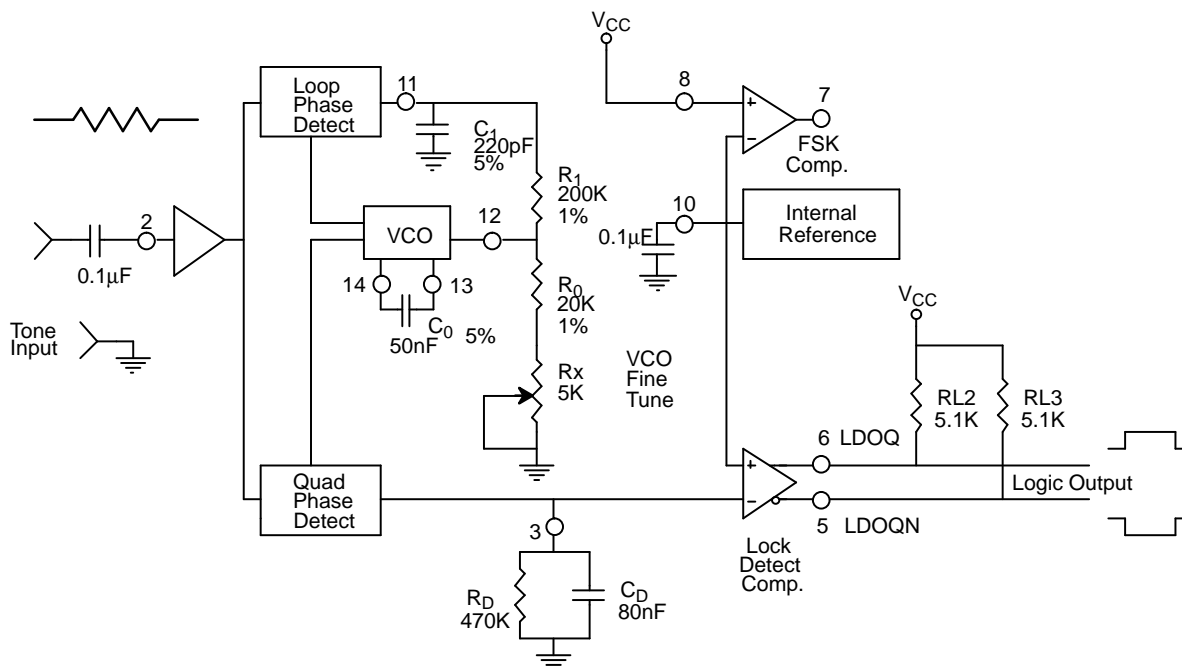 Loop
Phase
Detect
11
C1
220pF
5%
R1
200K
1%
2
0.1µF
VCO
12
14
13
C0 5%
50nF
R0
20K
1%
Rx
5K
Tone
Input
Quad
Phase
Detect
3
RD
470K
CD
80nF
VCC
8
+
−
7
FSK
Comp.
10
0.1µF
Internal
Reference
VCO
Fine
Tune
VCC
RL2
5.1K
RL3
5.1K
+
−
6 LDOQ
Logic Output
5 LDOQN
Lock
Detect
Comp.